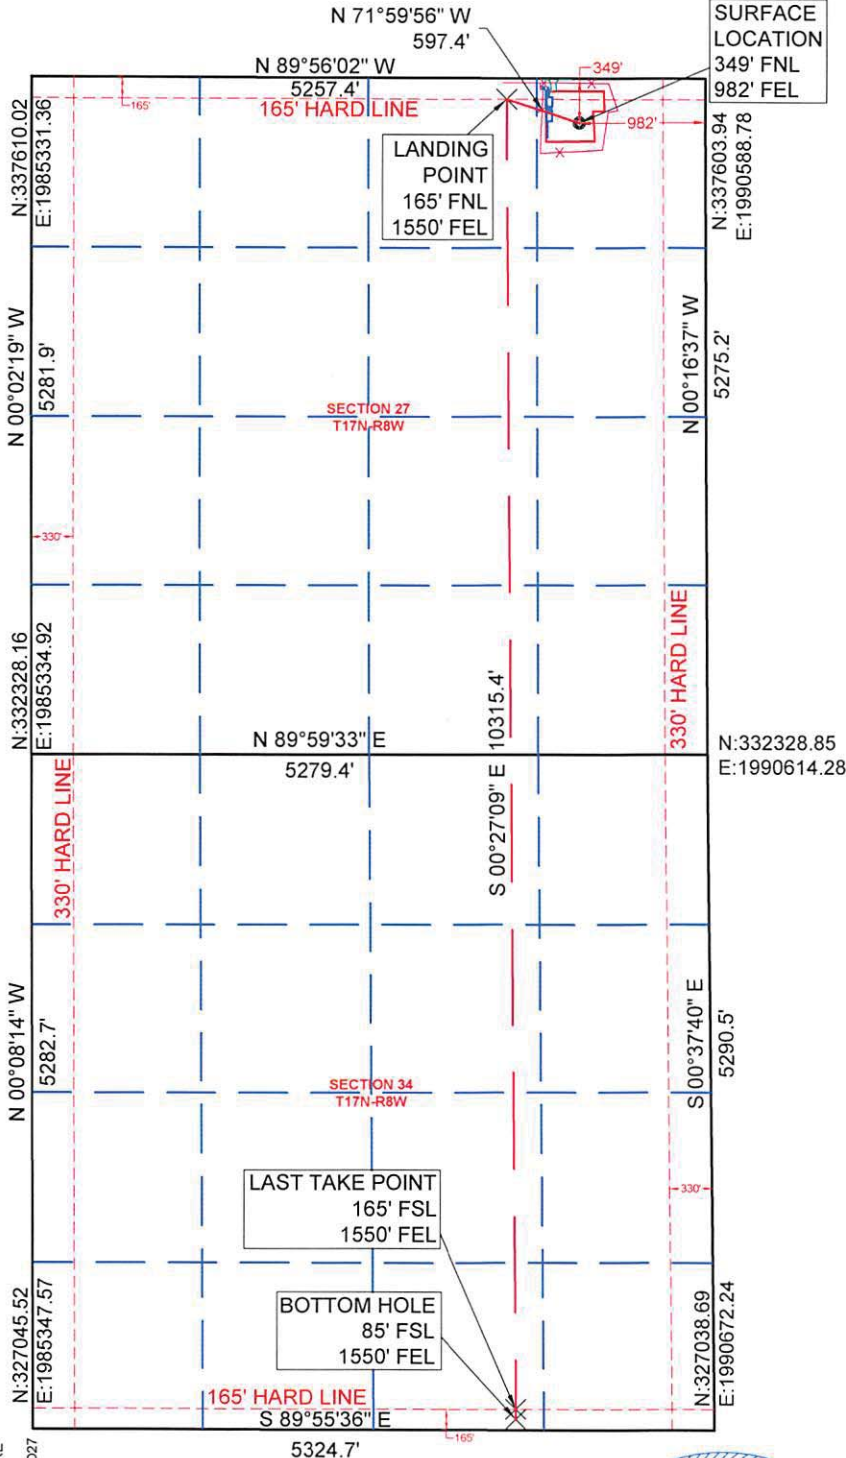 N 71°59'56" W
597.4'
SURFACE
LOCATION
349' FNL
982' FEL
N 89°56'02" W
5257.4'
349'
165'
165' HARD LINE
982'
LANDING
POINT
165' FNL
1550' FEL
N:337610.02
E:1985331.36
N:337603.94
E:1990588.78
N 00°02'19" W
5281.9'
N 00°16'37" W
5275.2'
SECTION 27
T17N-R8W
330'
330' HARD LINE
N:332328.16
E:1985334.92
N 89°59'33" E
5279.4'
S 00°27'09" E 10315.4'
N:332328.85
E:1990614.28
330' HARD LINE
N 00°08'14" W
5282.7'
S 00°37'40" E
5290.5'
SECTION 34
T17N-R8W
LAST TAKE POINT
165' FSL
1550' FEL
330'
BOTTOM HOLE
85' FSL
1550' FEL
N:327045.52
E:1985347.57
N:327038.69
E:1990672.24
165' HARD LINE
S 89°55'36" E
165'
5324.7'
027